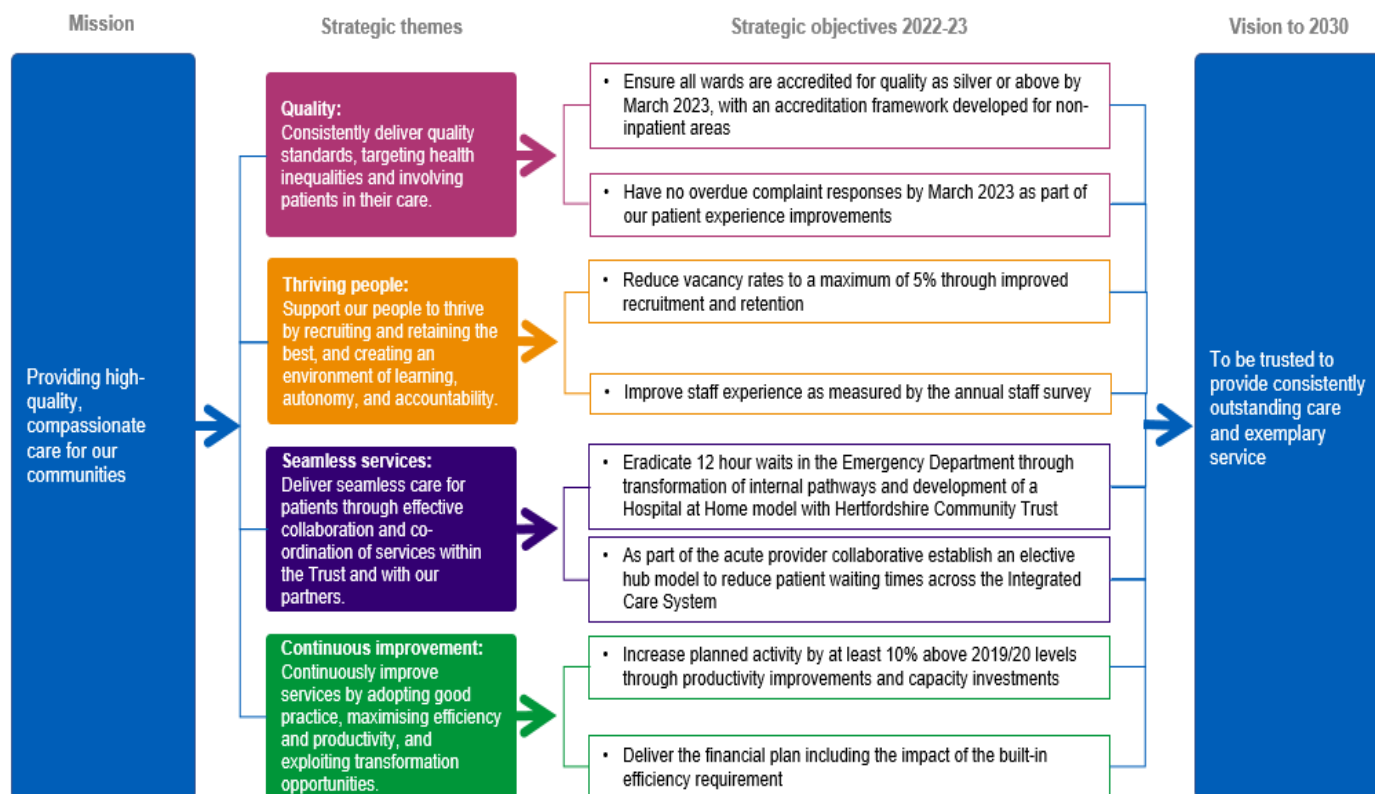 Mission
Strategic themes
Strategic objectives 2022-23
Vision to 2030
Providing high-
quality,
compassionate
care for our
communities
Quality:
Consistently deliver quality
standards, targeting health
inequalities and involving
patients in their care.
• Ensure all wards are accredited for quality as silver or above by
March 2023, with an accreditation framework developed for non-
inpatient areas
• Have no overdue complaint responses by March 2023 as part of
our patient experience improvements
Thriving people:
Support our people to thrive
by recruiting and retaining the
best, and creating an
environment of learning,
autonomy, and accountability.
• Reduce vacancy rates to a maximum of 5% through improved
recruitment and retention
• Improve staff experience as measured by the annual staff survey
Seamless services:
Deliver seamless care for
patients through effective
collaboration and co-
ordination of services within
the Trust and with our
partners.
• Eradicate 12 hour waits in the Emergency Department through
transformation of internal pathways and development of a
Hospital at Home model with Hertfordshire Community Trust
• As part of the acute provider collaborative establish an elective
hub model to reduce patient waiting times across the Integrated
Care System
Continuous improvement:
Continuously improve
services by adopting good
practice, maximising efficiency
and productivity, and
exploiting transformation
opportunities.
• Increase planned activity by at least 10% above 2019/20 levels
through productivity improvements and capacity investments
• Deliver the financial plan including the impact of the built-in
efficiency requirement
To be trusted to
provide consistently
outstanding care
and exemplary
service